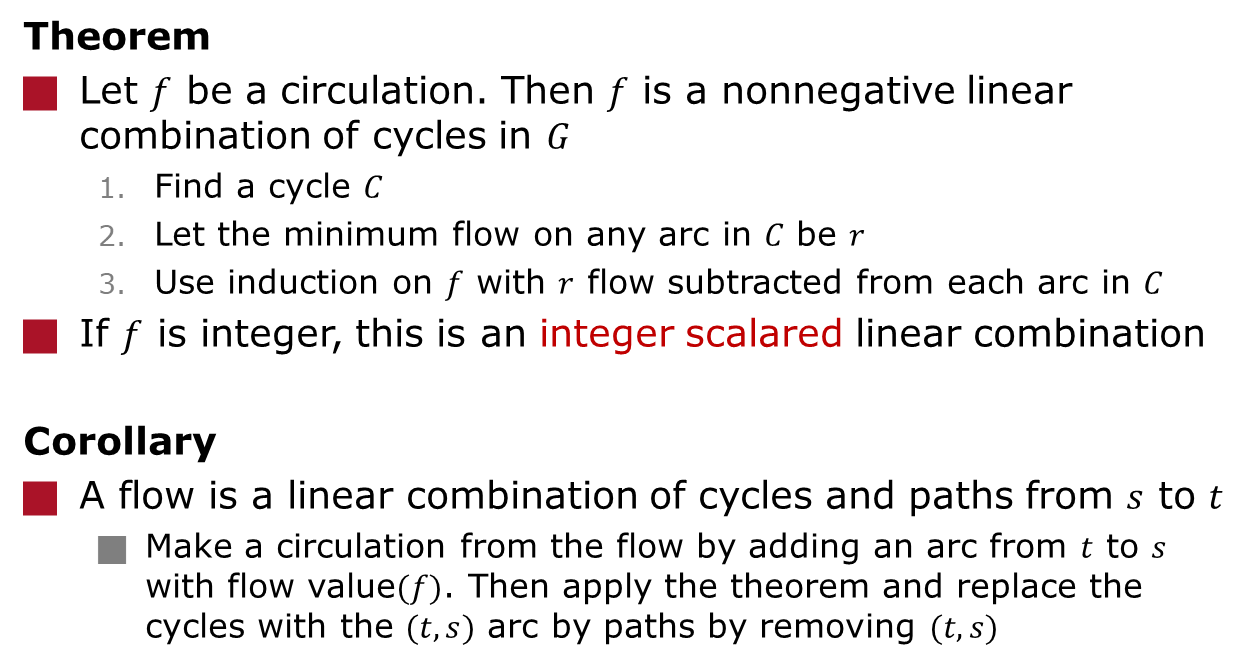 Theorem
Let f be a circulation. Then f is a nonnegative linear
combination of cycles in G
1. Find a cycle C
2. Let the minimum flow on any arc in C be r
3. Use induction on f with r flow subtracted from each arc in C
If f is integer, this is an integer scalared linear combination
Corollary
A flow is a linear combination of cycles and paths from s to t
Make a circulation from the flow by adding an arc from t to s
with flow value(f). Then apply the theorem and replace the
cycles with the (t,s) arc by paths by removing (t,s)